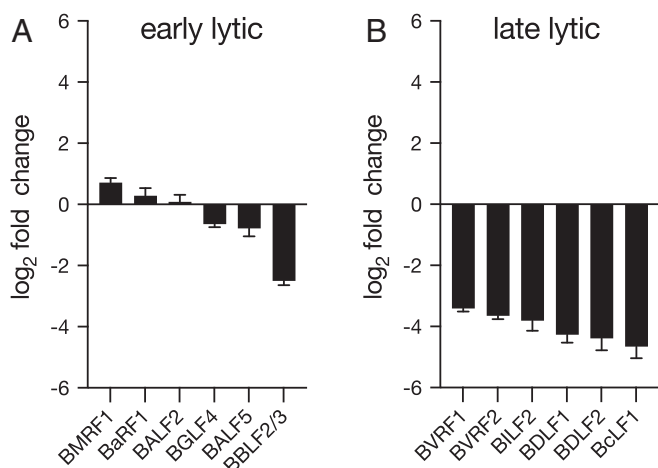 A
early lytic
log2 fold change
6
4
2
0
-2
-4
-6
BMRF1
BaRF1
BALF2
BGLF4
BALF5
BBLF2/3
B
late lytic
log2 fold change
6
4
2
0
-2
-4
-6
BVRF1
BVRF2
BILF2
BDLF1
BDLF2
BcLF1